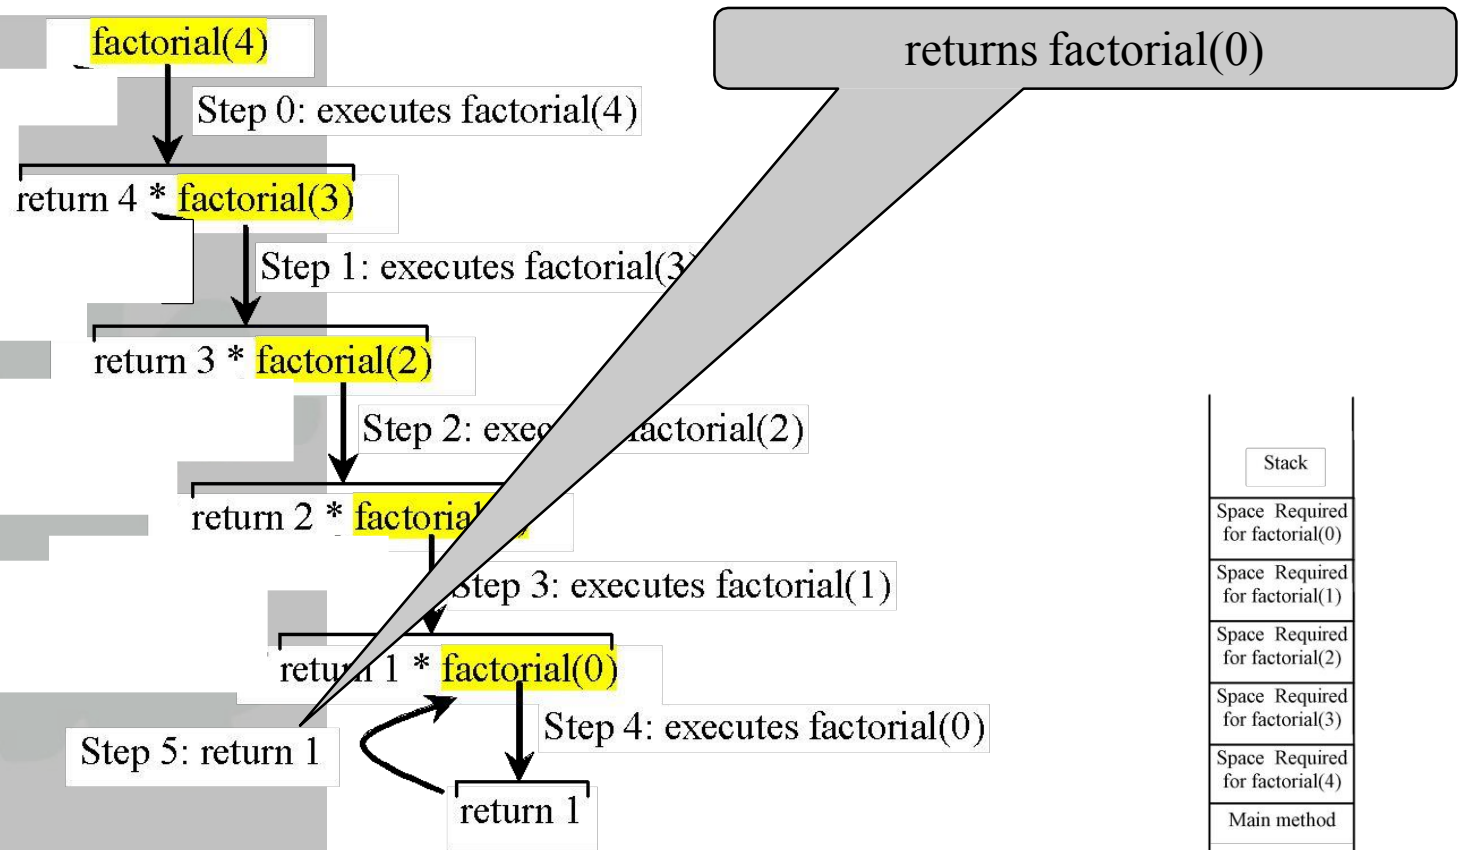 returns factorial(0)
factorial(4)
Step 0: executes factorial(4)
return 4 * factorial(3)
Step 1: executes factorial(3)
return 3 * factorial(2)
Step 2: exec factorial(2)
return 2 * factorial
Step 3: executes factorial(1)
return 1 * factorial(0)
Step 4: executes factorial(0)
Step 5: return 1
return 1
Stack
Space Required
for factorial(0)
Space Required
for factorial(1)
Space Required
for factorial(2)
Space Required
for factorial(3)
Space Required
for factorial(4)
Main method